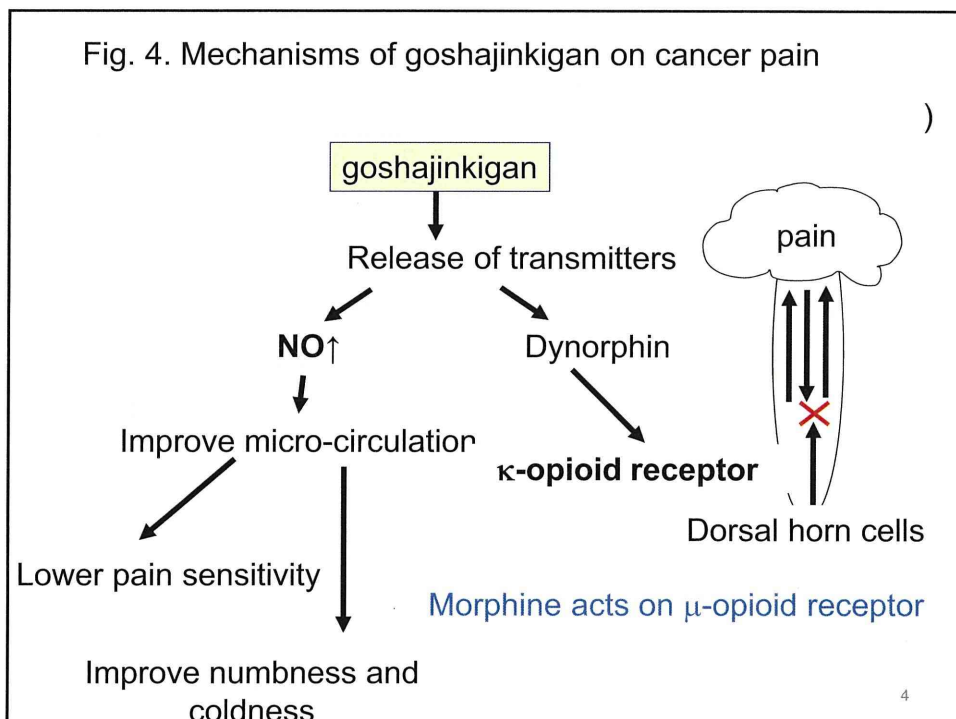 Fig. 4. Mechanisms of goshajinkigan on cancer pain
)
goshajinkigan
pain
Release of transmitters
NO↑
Dynorphin
Improve micro-circulation
κ-opioid receptor
Dorsal horn cells
Lower pain sensitivity
Morphine acts on μ-opioid receptor
Improve numbness and
coldness
4